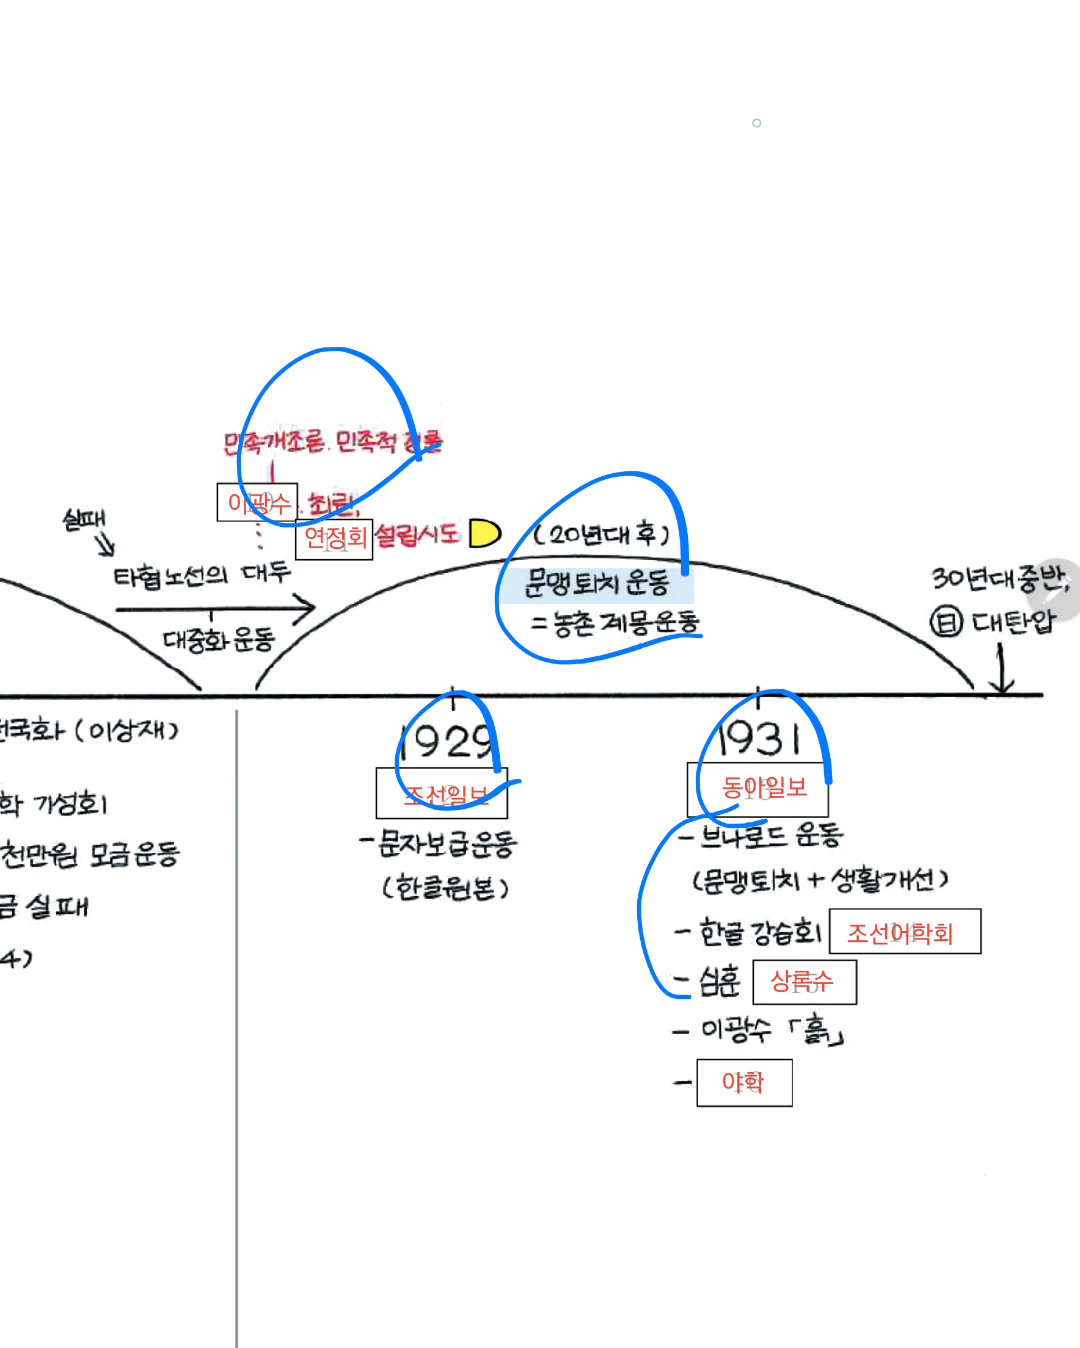 민족개조론. 민족적 경륜
이광수. 최린,
연정회 설립시도
실패
(20년대 후)
타협노선의 대두
문맹퇴치 운동
= 농촌 계몽운동
대중화 운동
30년대 중반,
日 대탄압
전국화 (이상재)
1929
1931
조선일보
동아일보
학 기성회
- 문자보급운동
- 브나로드 운동
천만원 모금운동
(한글원본)
(문맹퇴치 + 생활개선)
금 실패
- 한글 강습회 조선어학회
4)
- 심훈 상록수
- 이광수 「흙」
- 야학